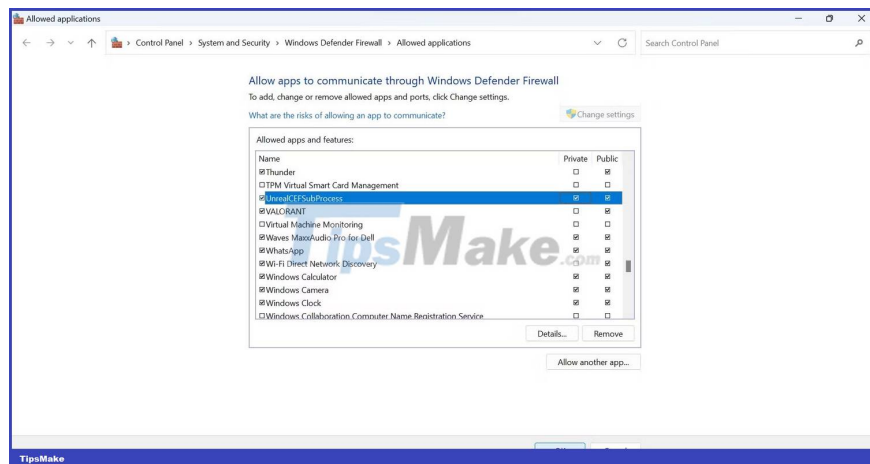 Allowed applications
Control Panel > System and Security > Windows Defender Firewall > Allowed applications
Search Control Panel
Allow apps to communicate through Windows Defender Firewall
To add, change or remove allowed apps and ports, click Change settings.
What are the risks of allowing an app to communicate?
Change settings
Allowed apps and features:
Name Private Public
Thunder
TPM Virtual Smart Card Management
UnrealCEFSubProcess
VALORANT
Virtual Machine Monitoring
Waves MaxxAudio Pro for Dell
WhatsApp
Wi-Fi Direct Network Discovery
Windows Calculator
Windows Camera
Windows Clock
Windows Collaboration Computer Name Registration Service
TipsMake.com
Details... Remove
Allow another app...
TipsMake